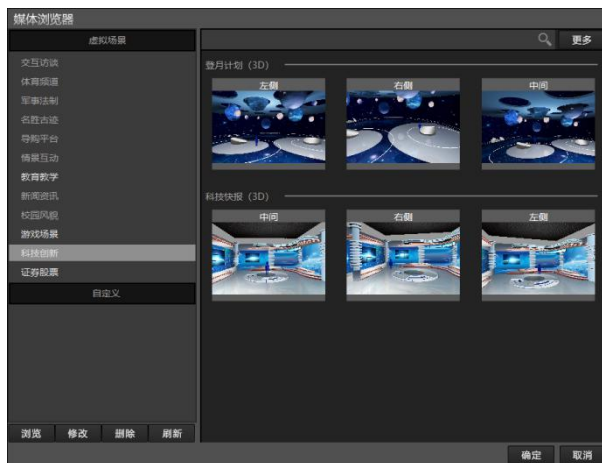 媒体浏览器
虚拟场景
交互访谈
体育频道
军事法制
名胜古迹
导购平台
情景互动
教育教学
新闻资讯
校园风貌
游戏场景
科技创新
证券股票
自定义
浏览 修改 删除 刷新
更多
登月计划 (3D)
左侧 右侧 中间
科技快报 (3D)
中间 右侧 左侧
确定 取消